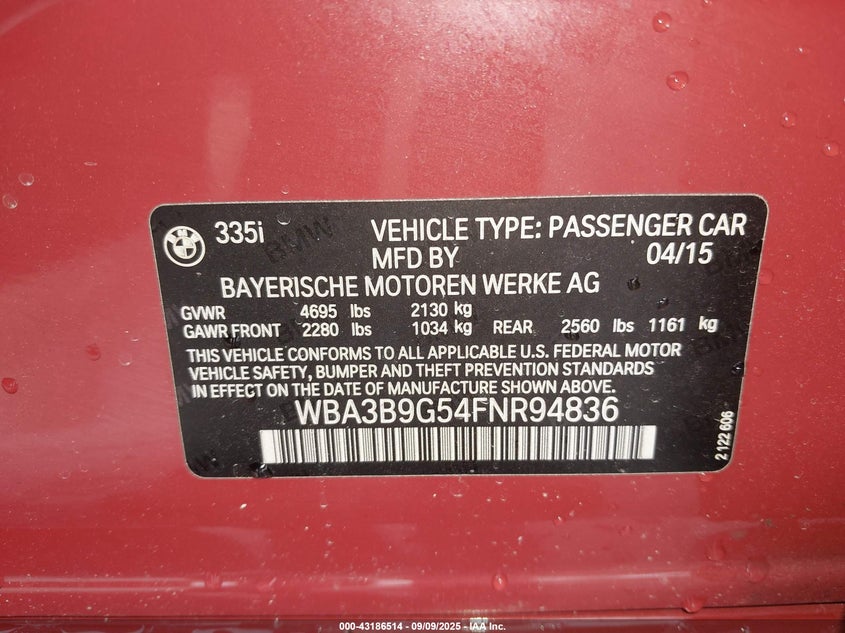 335i VEHICLE TYPE: PASSENGER CAR
MFD BY 04/15
BAYERISCHE MOTOREN WERKE AG
GVWR 4695 lbs 2130 kg
GAWR FRONT 2280 lbs 1034 kg REAR 2560 lbs 1161 kg
THIS VEHICLE CONFORMS TO ALL APPLICABLE U.S. FEDERAL MOTOR
VEHICLE SAFETY, BUMPER AND THEFT PREVENTION STANDARDS
IN EFFECT ON THE DATE OF MANUFACTURE SHOWN ABOVE.
WBA3B9G54FNR94836
2 122 606
000-43186514 - 09/09/2025 - IAA Inc.